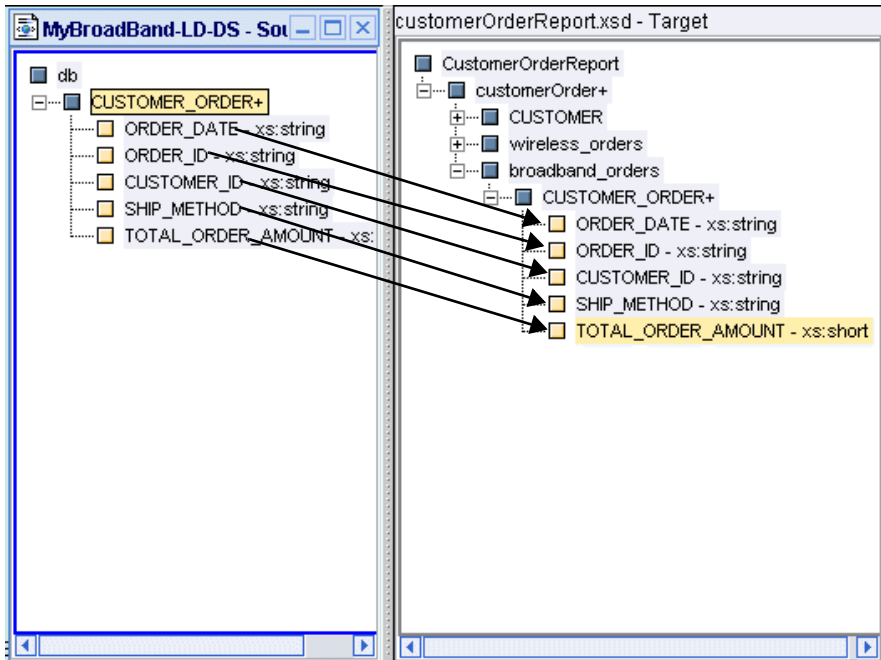 MyBroadBand-LD-DS - Sou
db
CUSTOMER_ORDER+
ORDER_DATE - xs:string
ORDER_ID - xs:string
CUSTOMER_ID - xs:string
SHIP_METHOD - xs:string
TOTAL_ORDER_AMOUNT - xs:
customerOrderReport.xsd - Target
CustomerOrderReport
customerOrder+
CUSTOMER
wireless_orders
broadband_orders
CUSTOMER_ORDER+
ORDER_DATE - xs:string
ORDER_ID - xs:string
CUSTOMER_ID - xs:string
SHIP_METHOD - xs:string
TOTAL_ORDER_AMOUNT - xs:short